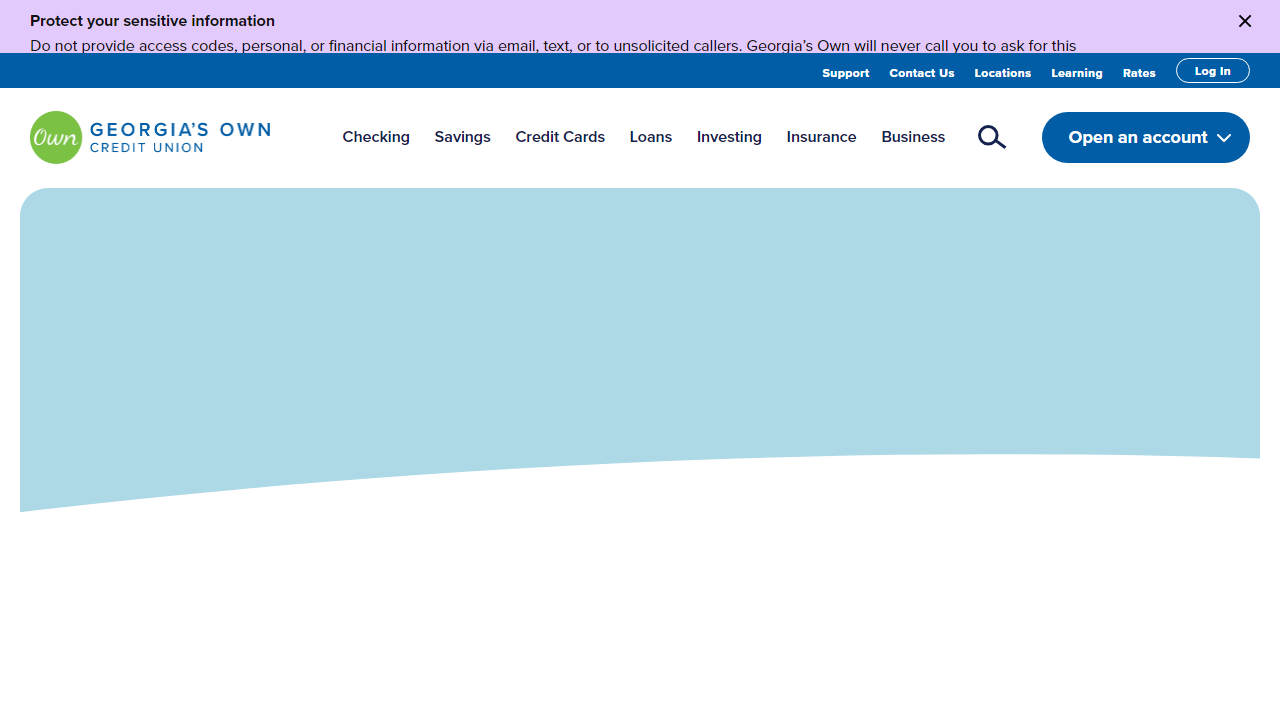 Protect your sensitive information
Do not provide access codes, personal, or financial information via email, text, or to unsolicited callers. Georgia’s Own will never call you to ask for this
Support Contact Us Locations Learning Rates Log In
Own GEORGIA’S OWN
CREDIT UNION
Checking Savings Credit Cards Loans Investing Insurance Business Open an account